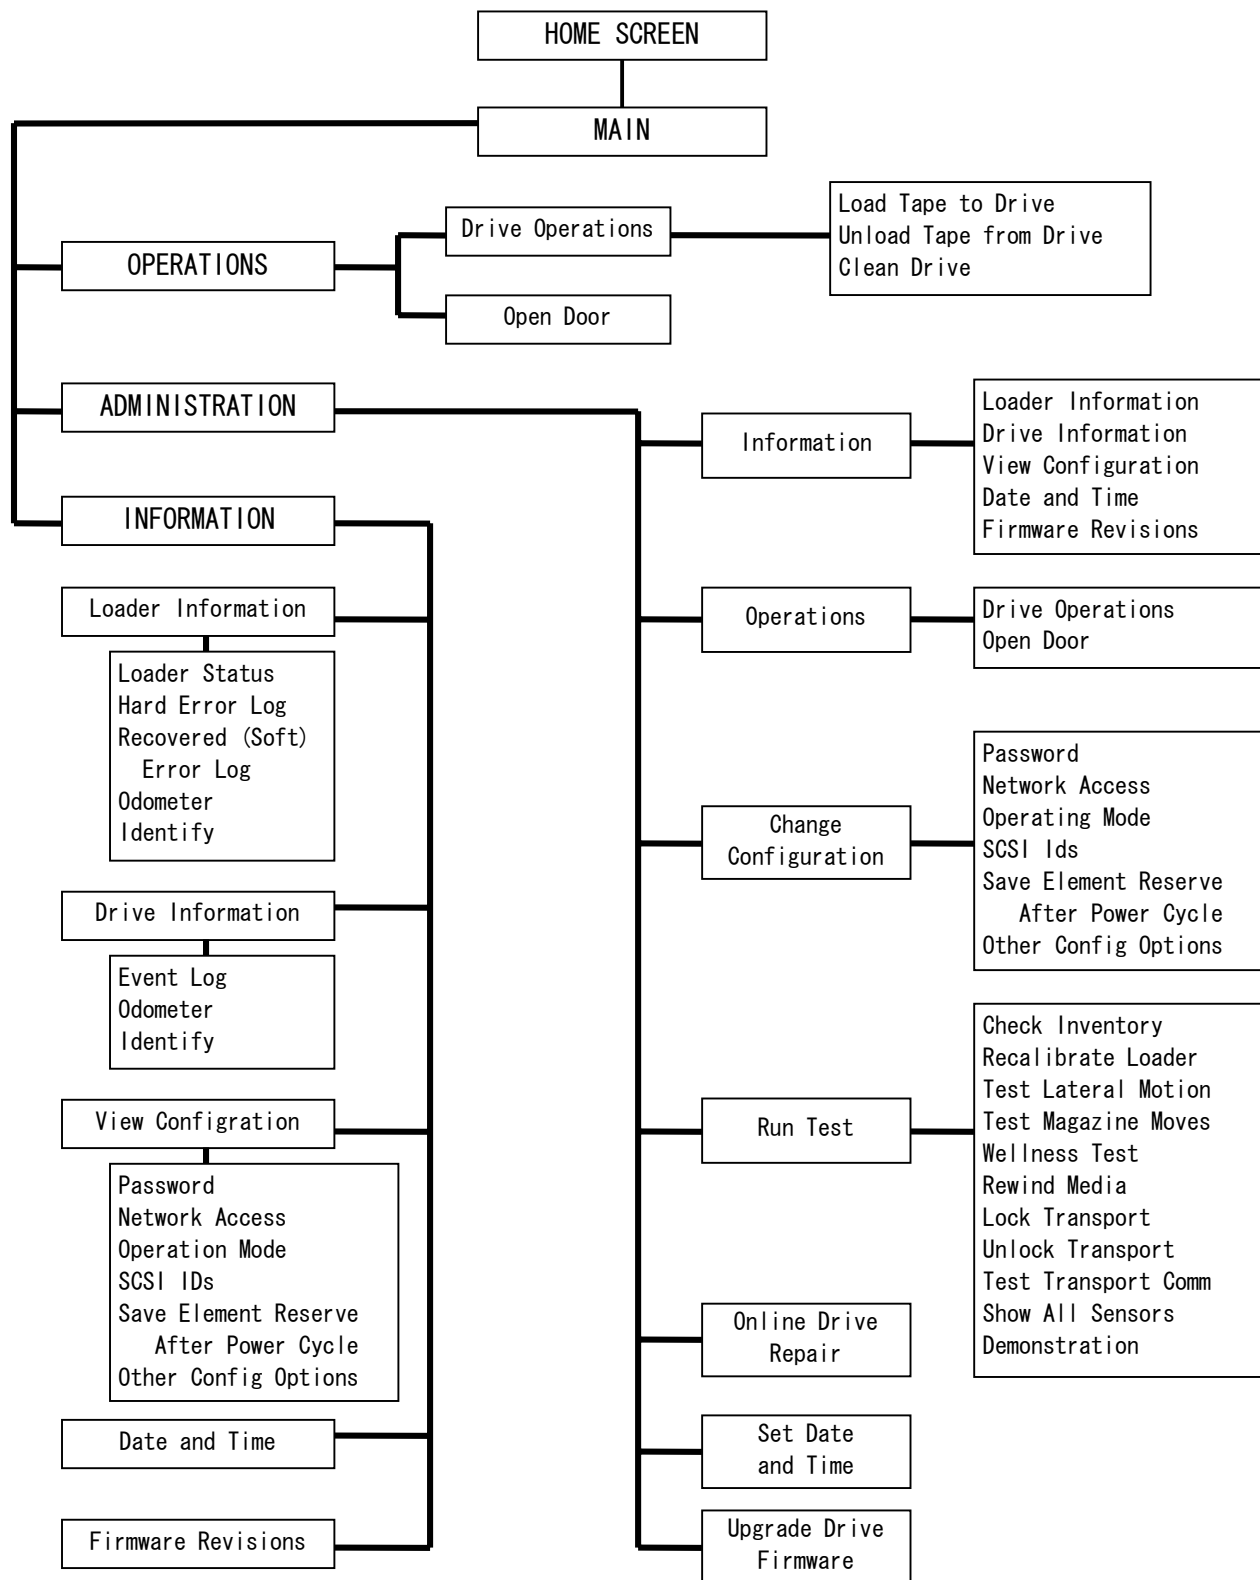 HOME SCREEN
MAIN
OPERATIONS
Drive Operations
Load Tape to Drive
Unload Tape from Drive
Clean Drive
Open Door
ADMINISTRATION
Information
Loader Information
Drive Information
View Configuration
Date and Time
Firmware Revisions
Operations
Drive Operations
Open Door
Change
Configuration
Password
Network Access
Operating Mode
SCSI Ids
Save Element Reserve
After Power Cycle
Other Config Options
Run Test
Check Inventory
Recalibrate Loader
Test Lateral Motion
Test Magazine Moves
Wellness Test
Rewind Media
Lock Transport
Unlock Transport
Test Transport Comm
Show All Sensors
Demonstration
Online Drive
Repair
Set Date
and Time
Upgrade Drive
Firmware
INFORMATION
Loader Information
Loader Status
Hard Error Log
Recovered (Soft)
Error Log
Odometer
Identify
Drive Information
Event Log
Odometer
Identify
View Configration
Password
Network Access
Operation Mode
SCSI IDs
Save Element Reserve
After Power Cycle
Other Config Options
Date and Time
Firmware Revisions